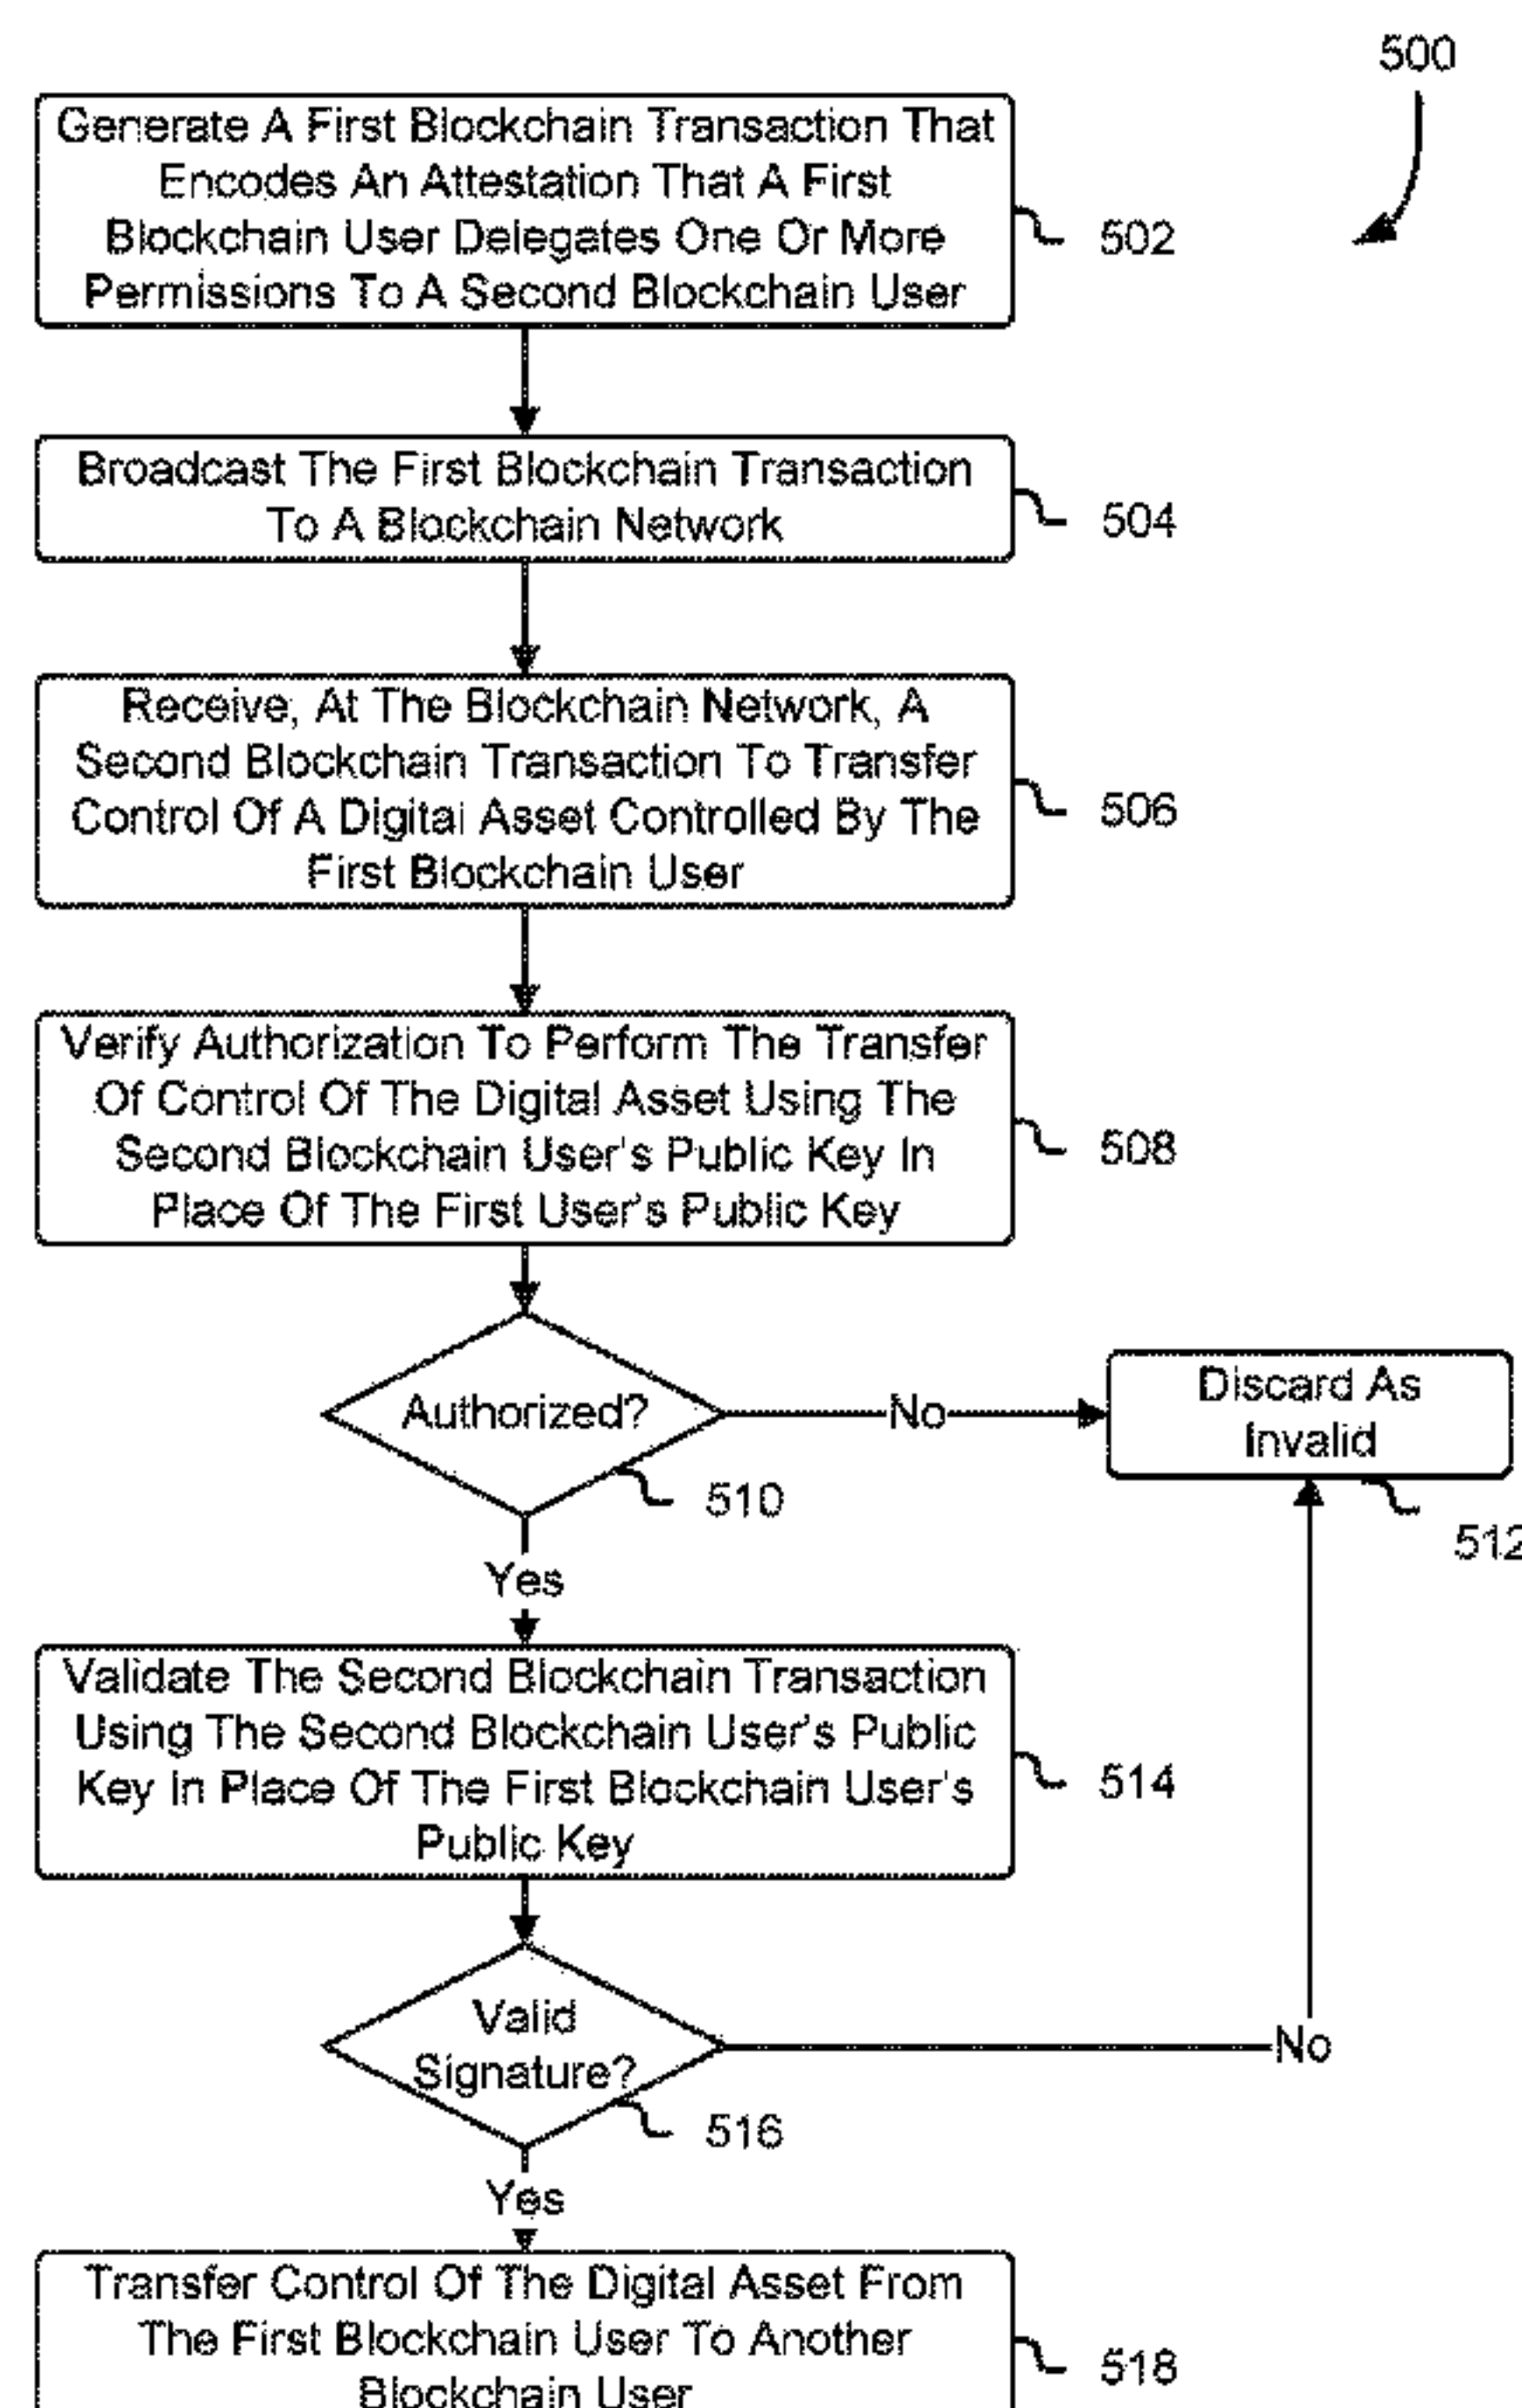 500
Generate A First Blockchain Transaction That
Encodes An Attestation That A First
Blockchain User Delegates One Or More
Permissions To A Second Blockchain User
502
Broadcast The First Blockchain Transaction
To A Blockchain Network
504
Receive, At The Blockchain Network, A
Second Blockchain Transaction To Transfer
Control Of A Digital Asset Controlled By The
First Blockchain User
506
Verify Authorization To Perform The Transfer
Of Control Of The Digital Asset Using The
Second Blockchain User's Public Key In
Place Of The First User's Public Key
508
Authorized?
No
Discard As
Invalid
510
512
Yes
Validate The Second Blockchain Transaction
Using The Second Blockchain User's Public
Key In Place Of The First Blockchain User's
Public Key
514
Valid
Signature?
No
516
Yes
Transfer Control Of The Digital Asset From
The First Blockchain User To Another
Blockchain User
518